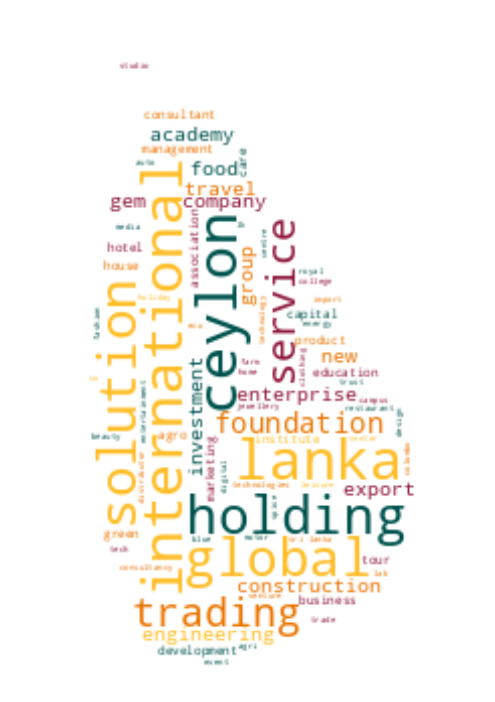 studio
consultant
academy
management
auto
food
care
travel
gem
company
international
ceylon
association
media
service
hotel
group
house
royal
college
holiday
import
solution
fashion
capital
energy
technology
eco
product
new
clothing
farm
home
education
trust
investment
entertainment
enterprise
campus
jewellery
restaurant
foundation
design
beauty
agro
institute
lanka
marketing
digital
distributor
technologies
leisure
export
holding
space
green
blue
motor
sri lanka
tech
global
tour
consultancy
lab
construction
trading
business
trade
engineering
development
agri
event